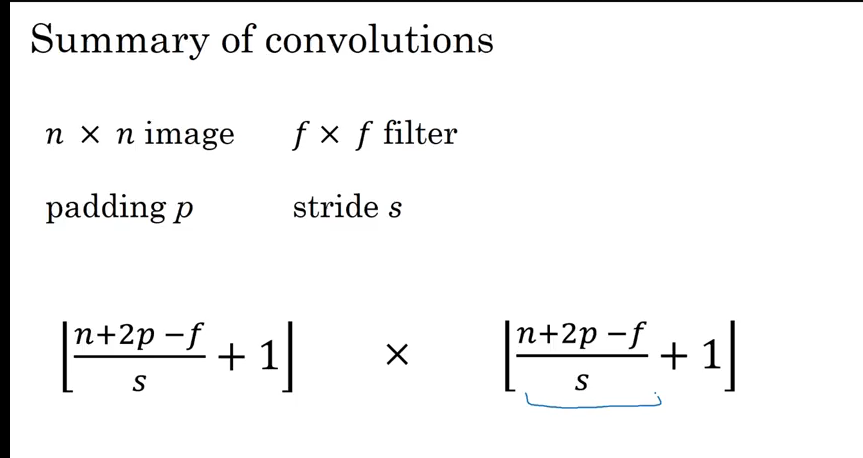 Summary of convolutions
n × n image f × f filter
padding p stride s
⌊(n+2p −f)/s + 1⌋ × ⌊(n+2p −f)/s + 1⌋